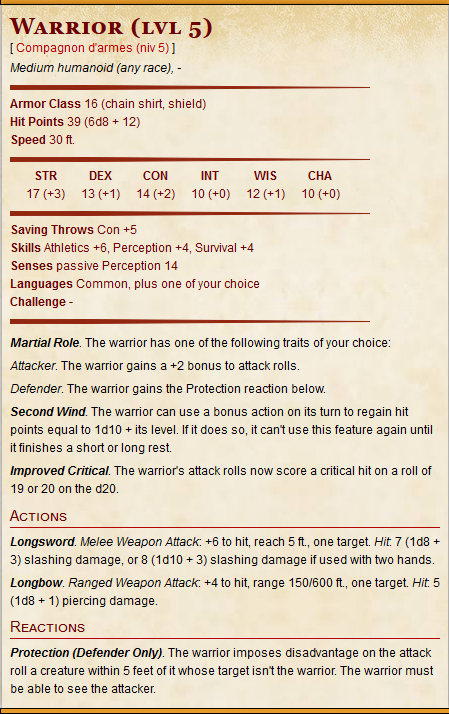 Warrior (lvl 5)
[ Compagnon d'armes (niv 5) ]
Medium humanoid (any race), -
Armor Class 16 (chain shirt, shield)
Hit Points 39 (6d8 + 12)
Speed 30 ft.
STR DEX CON INT WIS CHA
17 (+3) 13 (+1) 14 (+2) 10 (+0) 12 (+1) 10 (+0)
Saving Throws Con +5
Skills Athletics +6, Perception +4, Survival +4
Senses passive Perception 14
Languages Common, plus one of your choice
Challenge -
Martial Role. The warrior has one of the following traits of your choice:
Attacker. The warrior gains a +2 bonus to attack rolls.
Defender. The warrior gains the Protection reaction below.
Second Wind. The warrior can use a bonus action on its turn to regain hit
points equal to 1d10 + its level. If it does so, it can't use this feature again until
it finishes a short or long rest.
Improved Critical. The warrior's attack rolls now score a critical hit on a roll of
19 or 20 on the d20.
Actions
Longsword. Melee Weapon Attack: +6 to hit, reach 5 ft., one target. Hit: 7 (1d8 +
3) slashing damage, or 8 (1d10 + 3) slashing damage if used with two hands.
Longbow. Ranged Weapon Attack: +4 to hit, range 150/600 ft., one target. Hit: 5
(1d8 + 1) piercing damage.
Reactions
Protection (Defender Only). The warrior imposes disadvantage on the attack
roll a creature within 5 feet of it whose target isn't the warrior. The warrior must
be able to see the attacker.